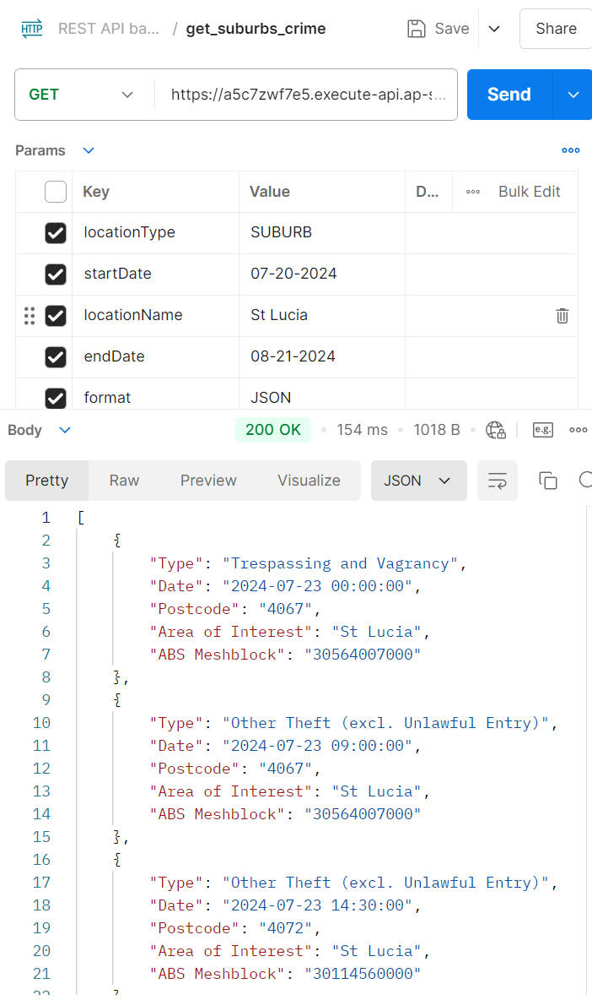 HTTP REST API ba... / get_suburbs_crime Save Share
GET https://a5c7zwf7e5.execute-api.ap-s... Send
Params
Key Value D... Bulk Edit
locationType SUBURB
startDate 07-20-2024
locationName St Lucia
endDate 08-21-2024
format JSON
Body 200 OK • 154 ms • 1018 B • e.g.
Pretty Raw Preview Visualize JSON
1 [
2 {
3 "Type": "Trespassing and Vagrancy",
4 "Date": "2024-07-23 00:00:00",
5 "Postcode": "4067",
6 "Area of Interest": "St Lucia",
7 "ABS Meshblock": "30564007000"
8 },
9 {
10 "Type": "Other Theft (excl. Unlawful Entry)",
11 "Date": "2024-07-23 09:00:00",
12 "Postcode": "4067",
13 "Area of Interest": "St Lucia",
14 "ABS Meshblock": "30564007000"
15 },
16 {
17 "Type": "Other Theft (excl. Unlawful Entry)",
18 "Date": "2024-07-23 14:30:00",
19 "Postcode": "4072",
20 "Area of Interest": "St Lucia",
21 "ABS Meshblock": "30114560000"